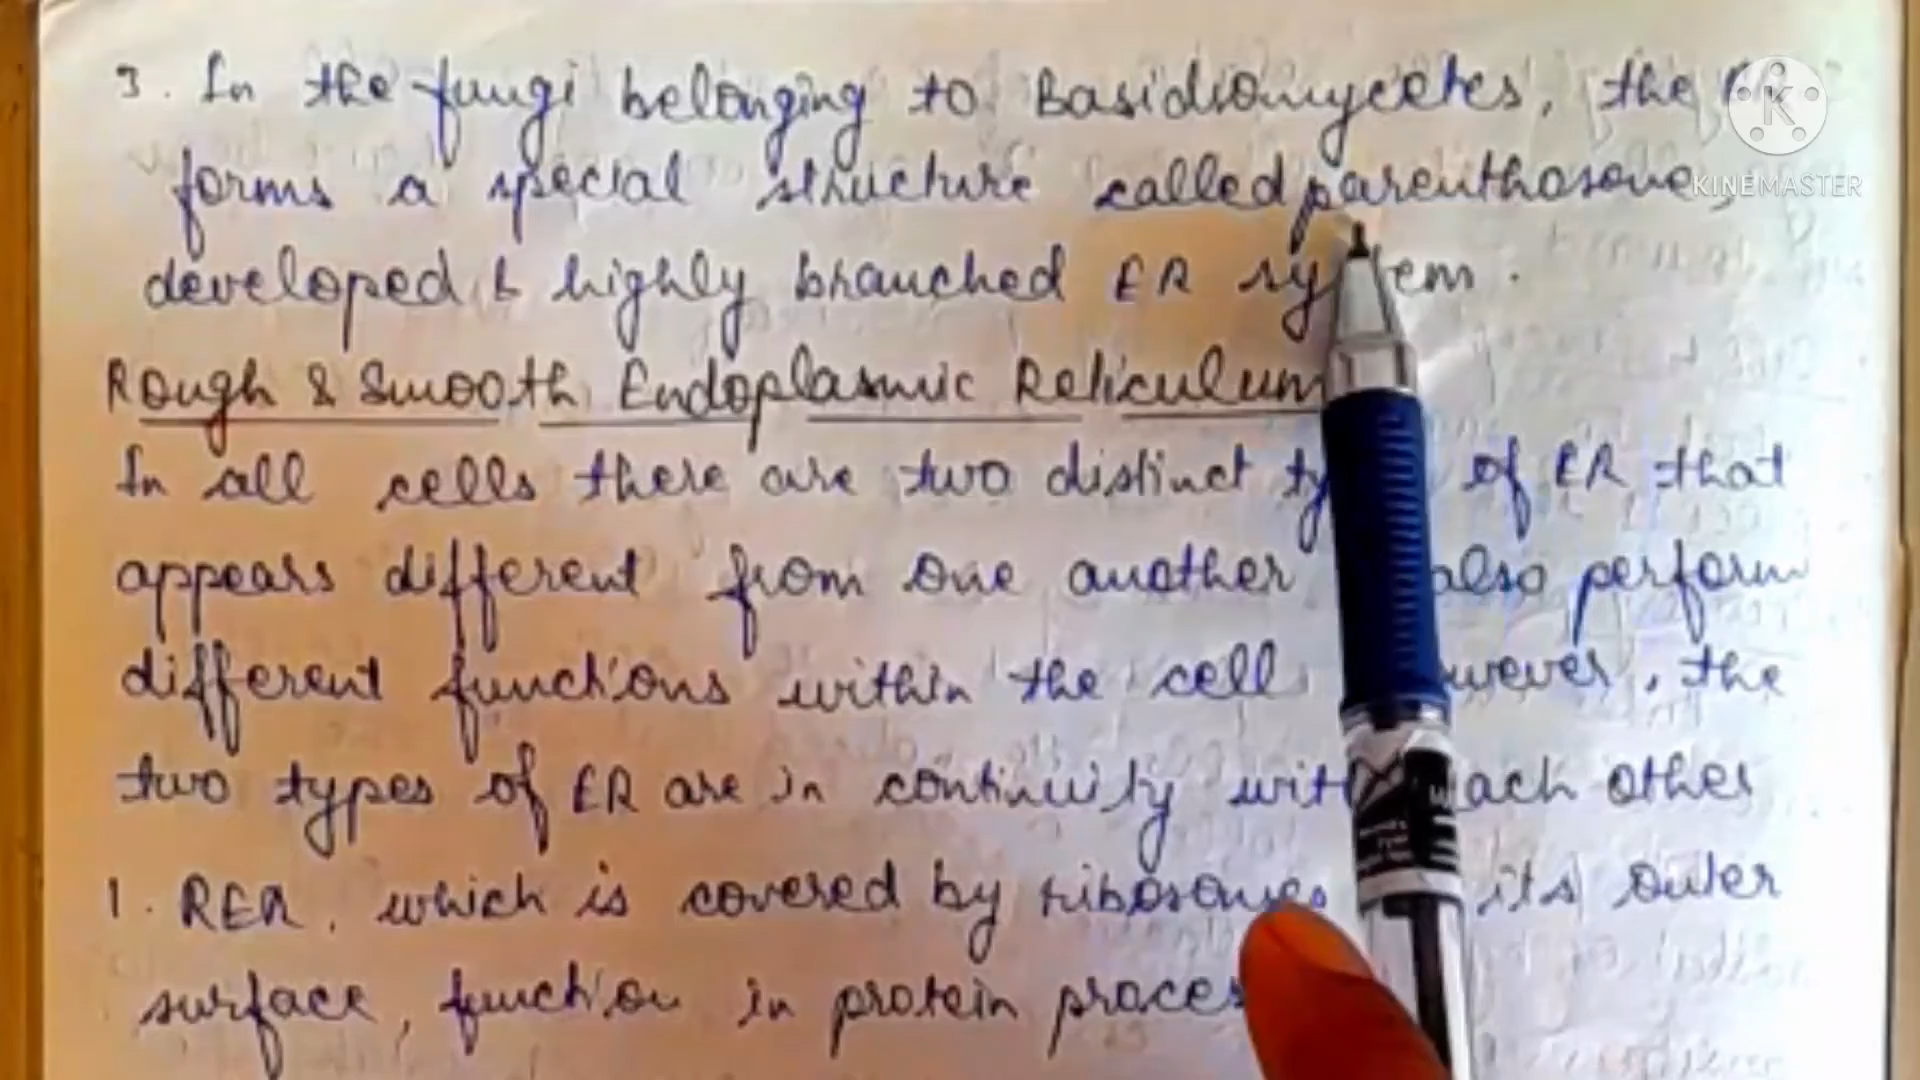 3. In the fungi belonging to Basidiomycetes, the
forms a special structure called parenthosome,
developed & highly branched ER system.
Rough & Smooth Endoplasmic Reticulum
In all cells there are two distinct of ER that
appears different from one another also perform
different functions within the cell the
two types of ER are in continuity other
1. RER, which is covered by ribosomes its outer
surface, function in protein
K
KINEMASTER